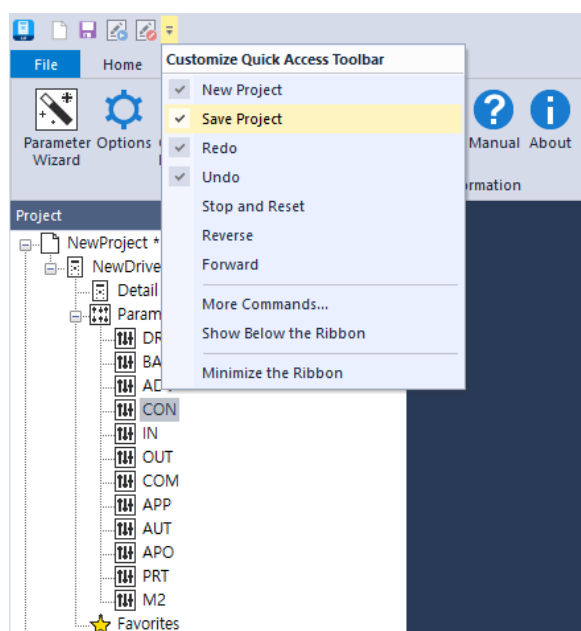 File Home
Customize Quick Access Toolbar
New Project
Save Project
Redo
Undo
Stop and Reset
Reverse
Forward
More Commands...
Show Below the Ribbon
Minimize the Ribbon
Parameter Wizard
Options
Manual
About
Project
NewProject *
NewDrive
Detail
Param
DR
BA
CON
IN
OUT
COM
APP
AUT
APO
PRT
M2
Favorites